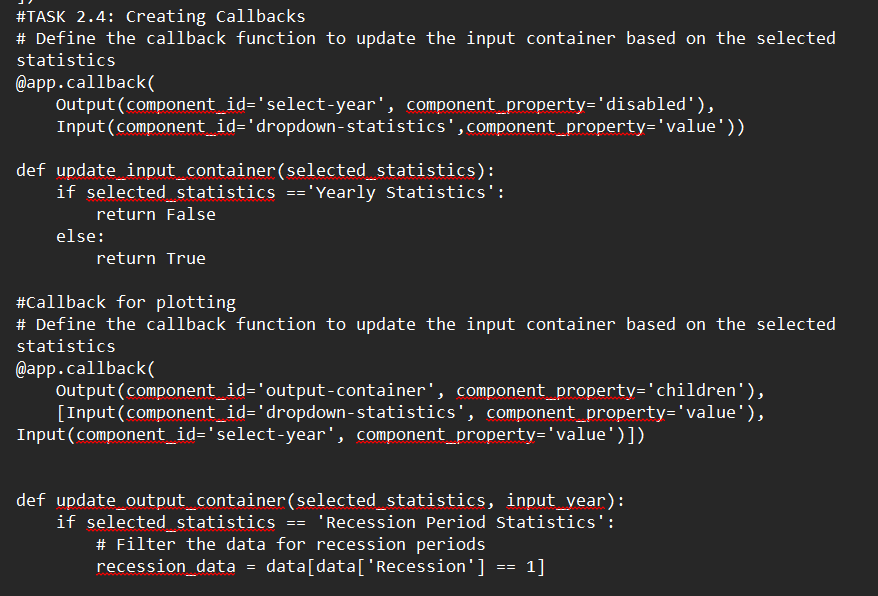 #TASK 2.4: Creating Callbacks
# Define the callback function to update the input container based on the selected
statistics
@app.callback(
    Output(component_id='select-year', component_property='disabled'),
    Input(component_id='dropdown-statistics',component_property='value'))

def update_input_container(selected_statistics):
    if selected_statistics =='Yearly Statistics':
        return False
    else:
        return True

#Callback for plotting
# Define the callback function to update the input container based on the selected
statistics
@app.callback(
    Output(component_id='output-container', component_property='children'),
    [Input(component_id='dropdown-statistics', component_property='value'),
Input(component_id='select-year', component_property='value')])


def update_output_container(selected_statistics, input_year):
    if selected_statistics == 'Recession Period Statistics':
        # Filter the data for recession periods
        recession_data = data[data['Recession'] == 1]